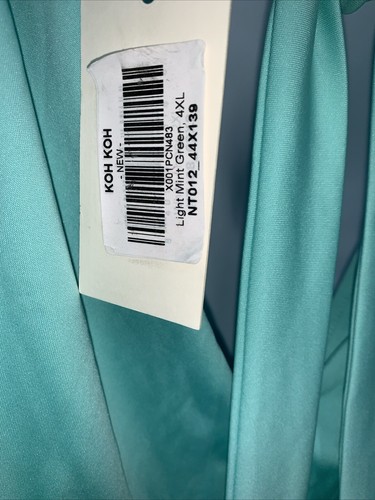 KOH KOH
- NEW -
X001PCN483
Light Mint Green, 4XL
NT012_44X139